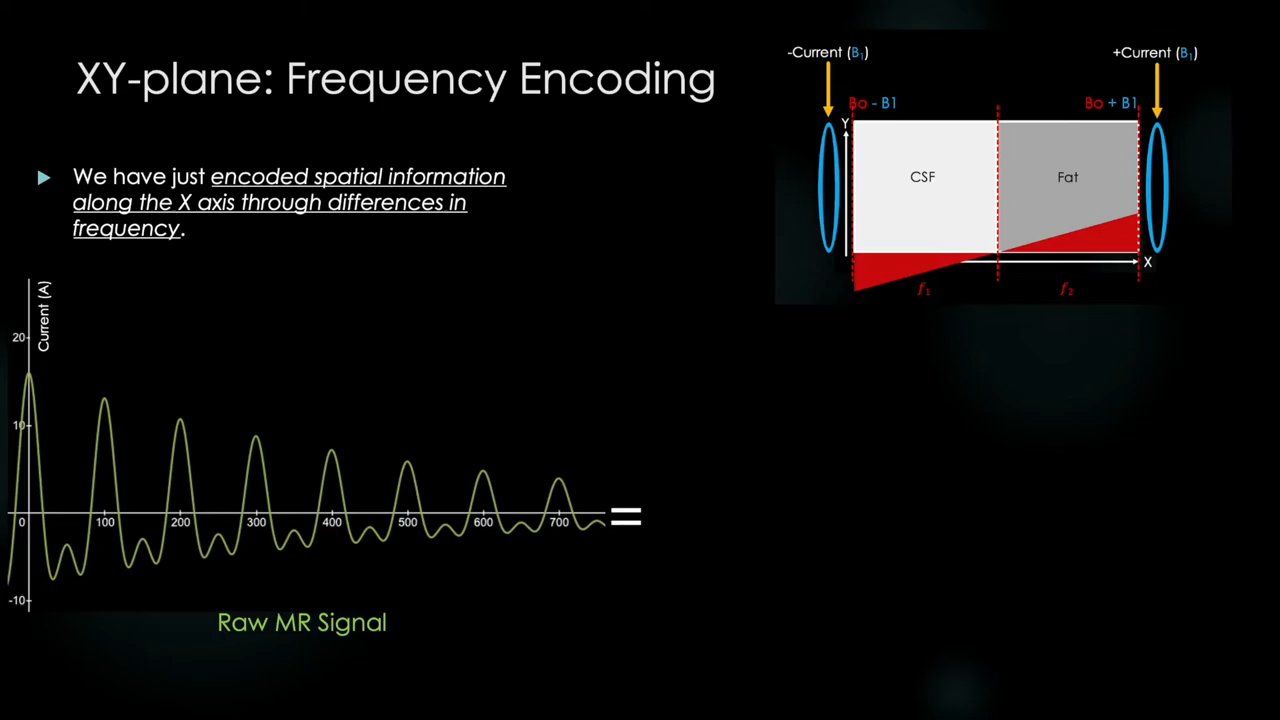 XY-plane: Frequency Encoding
We have just encoded spatial information
along the X axis through differences in
frequency.
-Current (B₁)
+Current (B₁)
Bo - B1
Bo + B1
Y
CSF
Fat
X
f₁
f₂
Current (A)
20
10
0
100
200
300
400
500
600
700
-10
=
Raw MR Signal